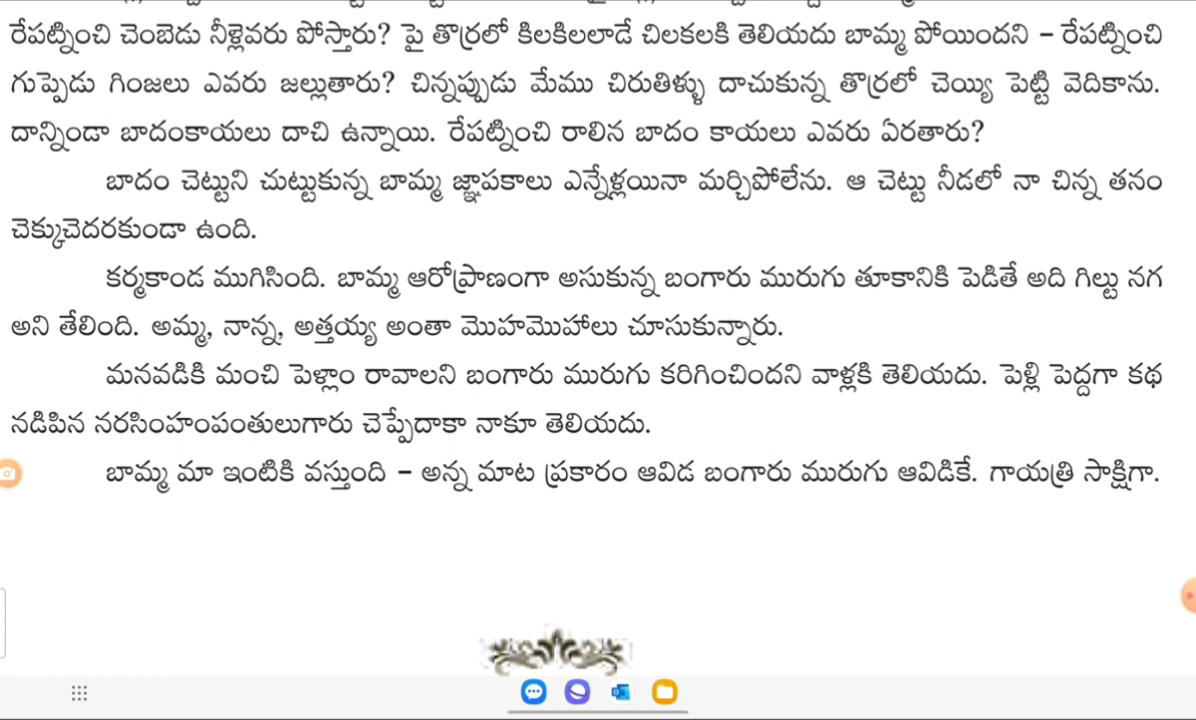 రేపట్నించి చెంబెడు నీళ్లెవరు పోస్తారు? పై తొర్రలో కిలకిలలాడే చిలకలకి తెలియదు బామ్మ పోయిందని – రేపట్నించి
గుప్పెడు గింజలు ఎవరు జల్లుతారు? చిన్నప్పుడు మేము చిరుతిళ్ళు దాచుకున్న తొర్రలో చెయ్యి పెట్టి వెదికాను.
దాన్నిండా బాదంకాయలు దాచి ఉన్నాయి. రేపట్నించి రాలిన బాదం కాయలు ఎవరు ఏరతారు?
బాదం చెట్టుని చుట్టుకున్న బామ్మ జ్ఞాపకాలు ఎన్నేళ్లయినా మర్చిపోలేను. ఆ చెట్టు నీడలో నా చిన్న తనం
చెక్కుచెదరకుండా ఉంది.
కర్మకాండ ముగిసింది. బామ్మ ఆరోప్రాణంగా అనుకున్న బంగారు మురుగు తూకానికి పెడితే అది గిల్టు నగ
అని తేలింది. అమ్మ, నాన్న, అత్తయ్య అంతా మొహమొహాలు చూసుకున్నారు.
మనవడికి మంచి పెళ్లాం రావాలని బంగారు మురుగు కరిగించిందని వాళ్లకి తెలియదు. పెళ్లి పెద్దగా కథ
నడిపిన నరసింహంపంతులుగారు చెప్పేదాకా నాకూ తెలియదు.
బామ్మ మా ఇంటికి వస్తుంది – అన్న మాట ప్రకారం ఆవిడ బంగారు మురుగు ఆవిడికే. గాయత్రి సాక్షిగా.